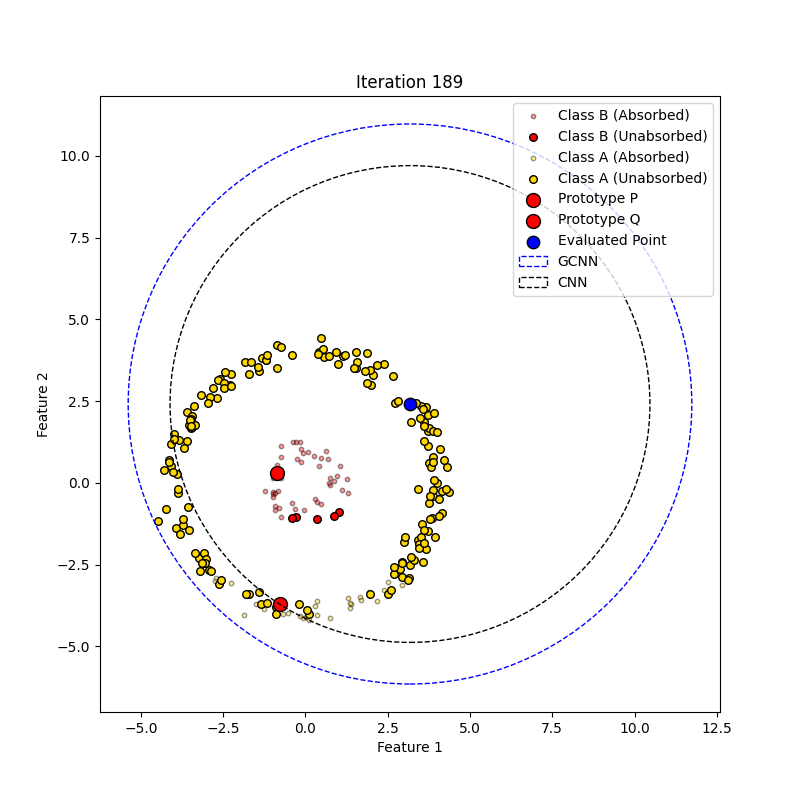 Iteration 189
Class B (Absorbed)
Class B (Unabsorbed)
Class A (Absorbed)
Class A (Unabsorbed)
Prototype P
Prototype Q
Evaluated Point
GCNN
CNN
10.0
7.5
5.0
2.5
0.0
−2.5
−5.0
Feature 2
−5.0 −2.5 0.0 2.5 5.0 7.5 10.0 12.5
Feature 1